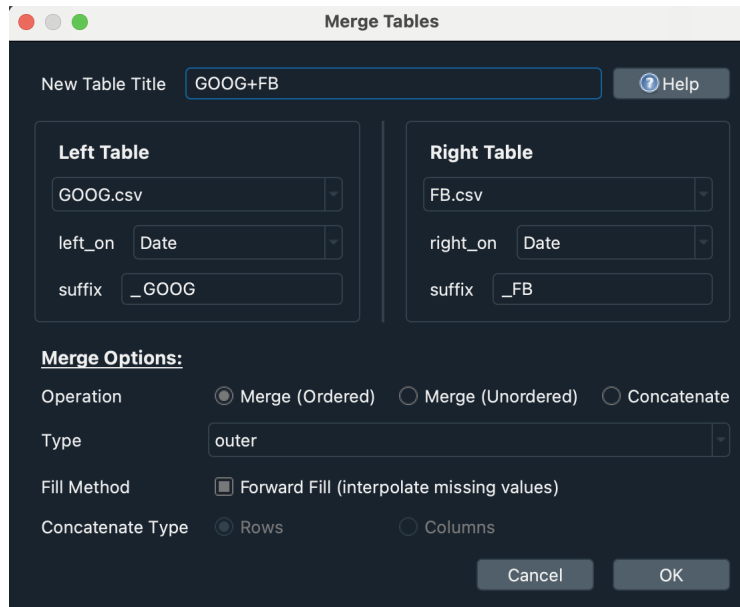 Merge Tables
New Table Title GOOG+FB Help
Left Table
GOOG.csv
left_on Date
suffix _GOOG
Right Table
FB.csv
right_on Date
suffix _FB
Merge Options:
Operation Merge (Ordered) Merge (Unordered) Concatenate
Type outer
Fill Method Forward Fill (interpolate missing values)
Concatenate Type Rows Columns
Cancel OK